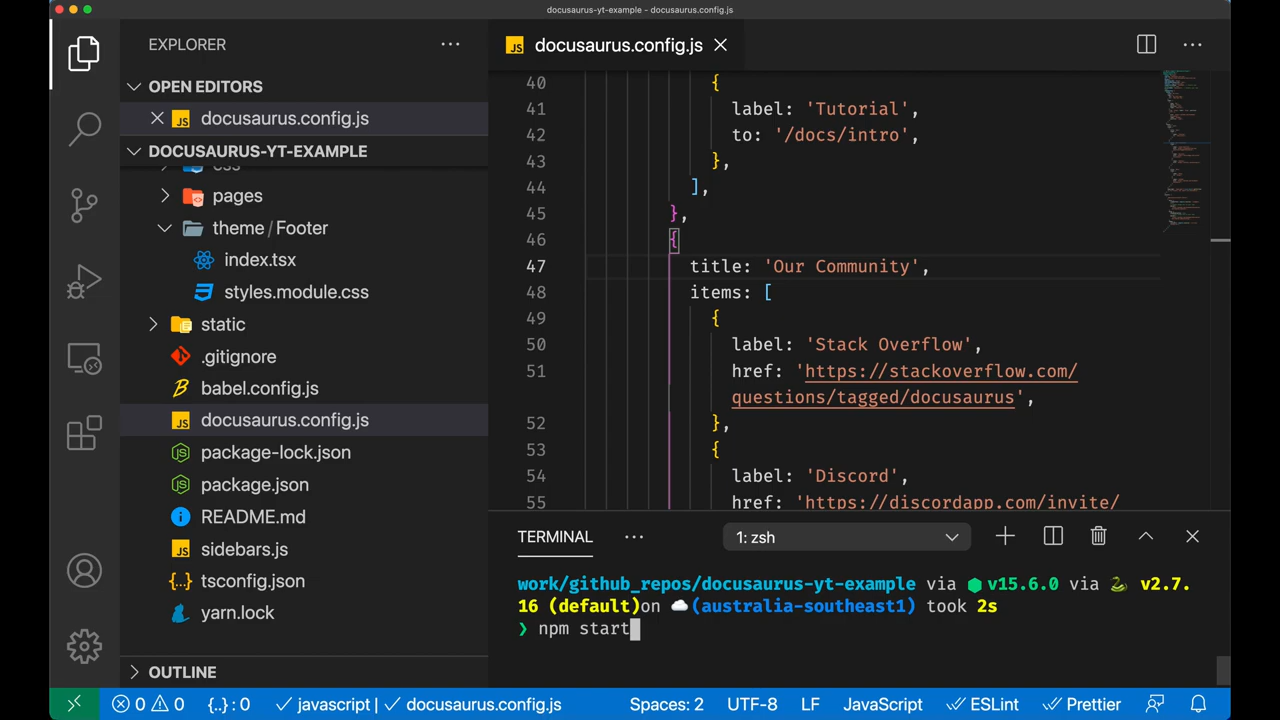 docusaurus-yt-example - docusaurus.config.js
EXPLORER
OPEN EDITORS
docusaurus.config.js
DOCUSAURUS-YT-EXAMPLE
css
pages
theme/Footer
index.tsx
styles.module.css
static
.gitignore
babel.config.js
docusaurus.config.js
package-lock.json
package.json
README.md
sidebars.js
tsconfig.json
yarn.lock
OUTLINE
JS docusaurus.config.js
40 {
41 label: 'Tutorial',
42 to: '/docs/intro',
43 },
44 ],
45 },
46 {
47 title: 'Our Community',
48 items: [
49 {
50 label: 'Stack Overflow',
51 href: 'https://stackoverflow.com/
questions/tagged/docusaurus',
52 },
53 {
54 label: 'Discord',
55 href: 'https://discordapp.com/invite/
TERMINAL ··· 1: zsh
work/github_repos/docusaurus-yt-example via v15.6.0 via v2.7.
16 (default)on (australia-southeast1) took 2s
❯ npm start
0 0 {..} : 0 javascript | docusaurus.config.js Spaces: 2 UTF-8 LF JavaScript ESLint Prettier